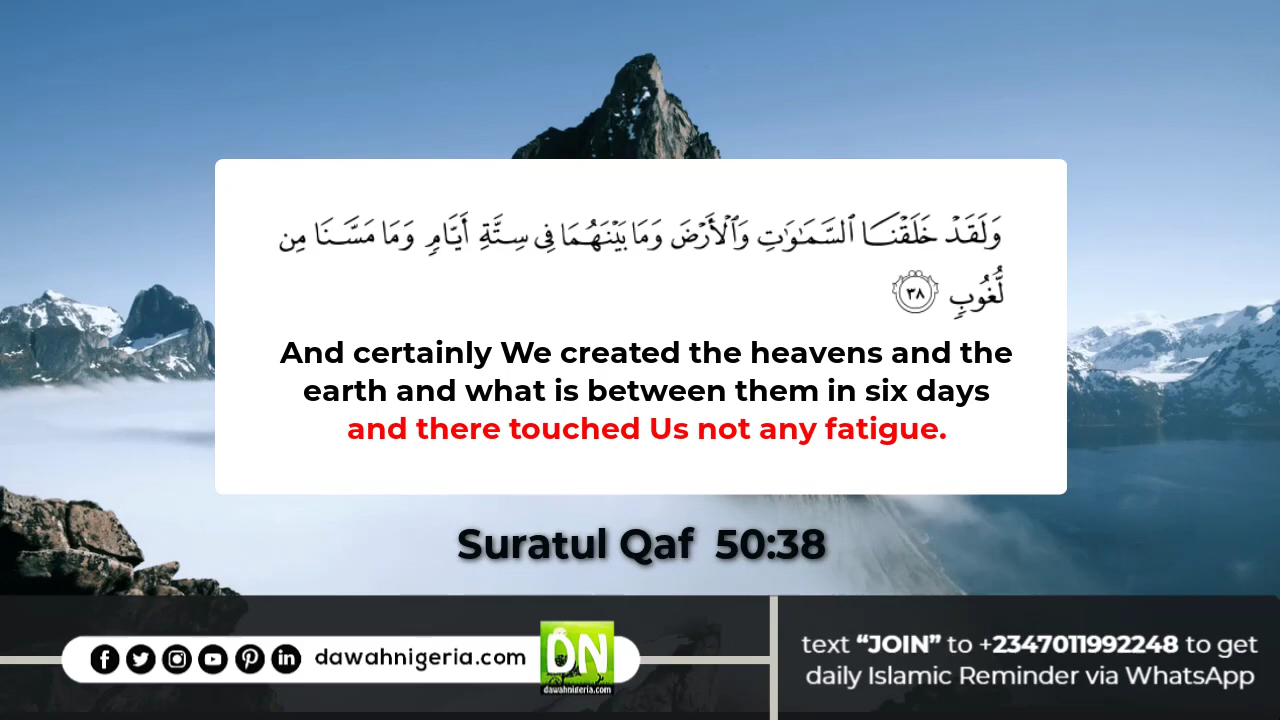 وَلَقَدۡ خَلَقۡنَا ٱلسَّمَٰوَٰتِ وَٱلۡأَرۡضَ وَمَا بَيۡنَهُمَا فِي سِتَّةِ أَيَّامٖ وَمَا مَسَّنَا مِن
لُّغُوبٖ ٣٨
And certainly We created the heavens and the
earth and what is between them in six days
and there touched Us not any fatigue.
Suratul Qaf 50:38
dawahnigeria.com
DN
dawahnigeria.com
text “JOIN” to +2347011992248 to get
daily Islamic Reminder via WhatsApp